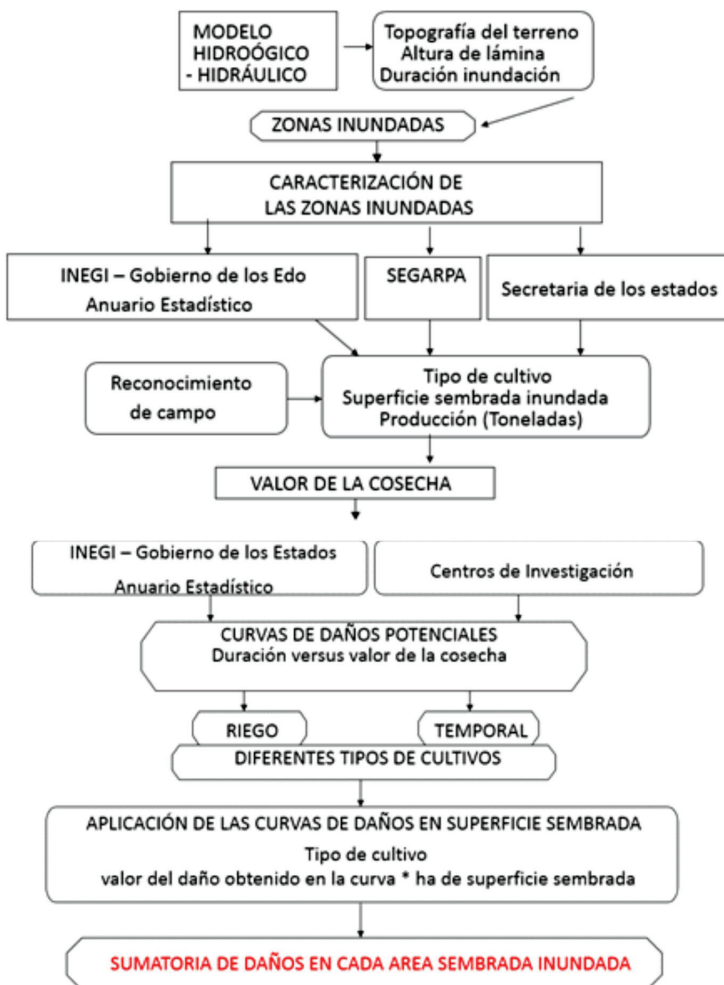 MODELO
HIDROÓGICO
- HIDRÁULICO
Topografía del terreno
Altura de lámina
Duración inundación
ZONAS INUNDADAS
CARACTERIZACIÓN DE
LAS ZONAS INUNDADAS
INEGI – Gobierno de los Edo
Anuario Estadístico
SEGARPA
Secretaria de los estados
Reconocimiento
de campo
Tipo de cultivo
Superficie sembrada inundada
Producción (Toneladas)
VALOR DE LA COSECHA
INEGI – Gobierno de los Estados
Anuario Estadístico
Centros de Investigación
CURVAS DE DAÑOS POTENCIALES
Duración versus valor de la cosecha
RIEGO
TEMPORAL
DIFERENTES TIPOS DE CULTIVOS
APLICACIÓN DE LAS CURVAS DE DAÑOS EN SUPERFICIE SEMBRADA
Tipo de cultivo
valor del daño obtenido en la curva * ha de superficie sembrada
SUMATORIA DE DAÑOS EN CADA AREA SEMBRADA INUNDADA